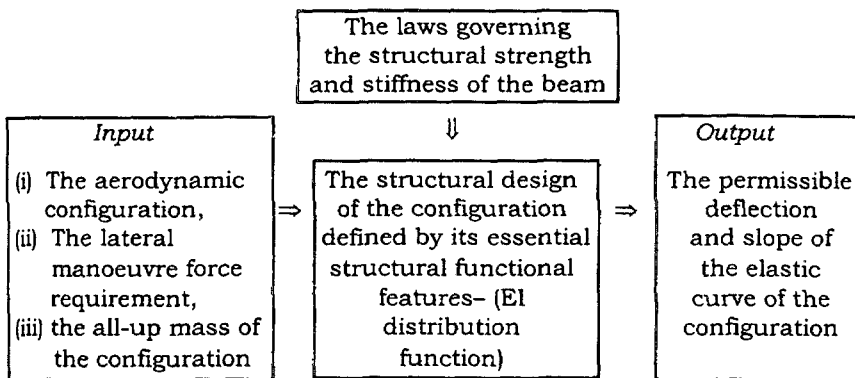 The laws governing
the structural strength
and stiffness of the beam
⇓
Input
(i) The aerodynamic
configuration,
(ii) The lateral
manoeuvre force
requirement,
(iii) the all-up mass of
the configuration
⇒
The structural design
of the configuration
defined by its essential
structural functional
features– (EI
distribution
function)
⇒
Output
The permissible
deflection
and slope of
the elastic
curve of the
configuration